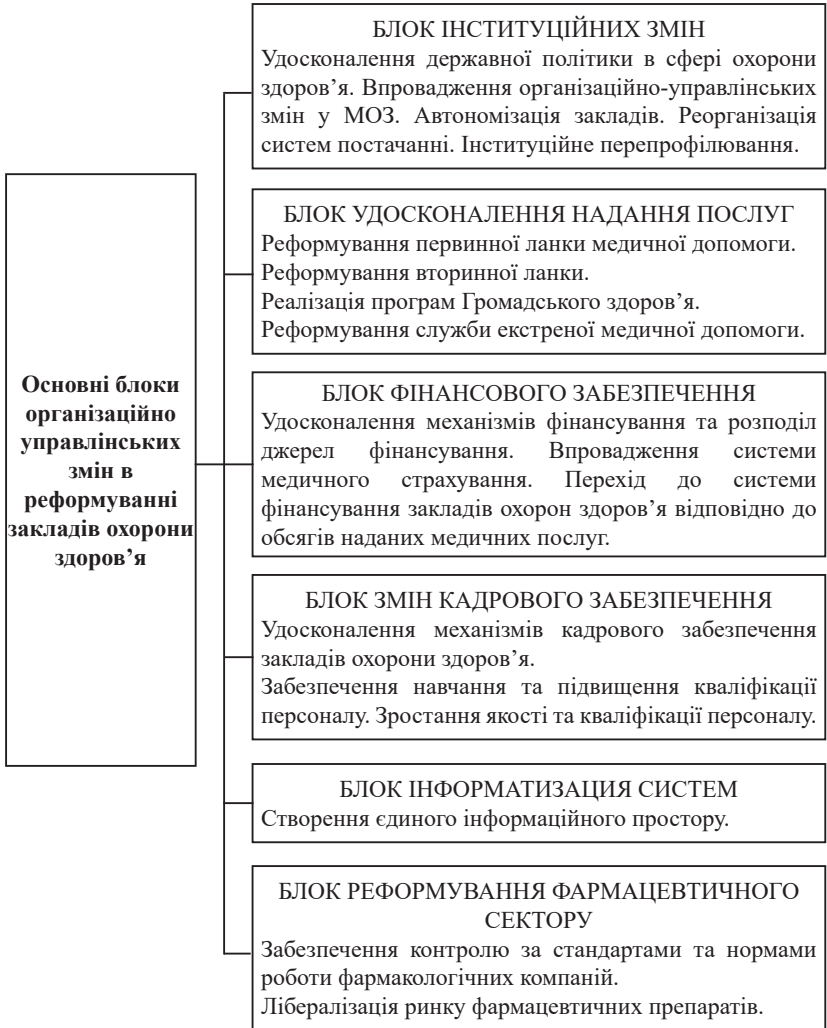 БЛОК ІНСТИТУЦІЙНИХ ЗМІН
Удосконалення державної політики в сфері охорони
здоров’я. Впровадження організаційно-управлінських
змін у МОЗ. Автономізація закладів. Реорганізація
систем постачанні. Інституційне перепрофілювання.
БЛОК УДОСКОНАЛЕННЯ НАДАННЯ ПОСЛУГ
Реформування первинної ланки медичної допомоги.
Реформування вторинної ланки.
Реалізація програм Громадського здоров’я.
Реформування служби екстреної медичної допомоги.
Основні блоки
організаційно
управлінських
змін в
реформуванні
закладів охорони
здоров’я
БЛОК ФІНАНСОВОГО ЗАБЕЗПЕЧЕННЯ
Удосконалення механізмів фінансування та розподіл
джерел фінансування. Впровадження системи
медичного страхування. Перехід до системи
фінансування закладів охорон здоров’я відповідно до
обсягів наданих медичних послуг.
БЛОК ЗМІН КАДРОВОГО ЗАБЕЗПЕЧЕННЯ
Удосконалення механізмів кадрового забезпечення
закладів охорони здоров’я.
Забезпечення навчання та підвищення кваліфікації
персоналу. Зростання якості та кваліфікації персоналу.
БЛОК ІНФОРМАТИЗАЦИЯ СИСТЕМ
Створення єдиного інформаційного простору.
БЛОК РЕФОРМУВАННЯ ФАРМАЦЕВТИЧНОГО
СЕКТОРУ
Забезпечення контролю за стандартами та нормами
роботи фармакологічних компаній.
Лібералізація ринку фармацевтичних препаратів.